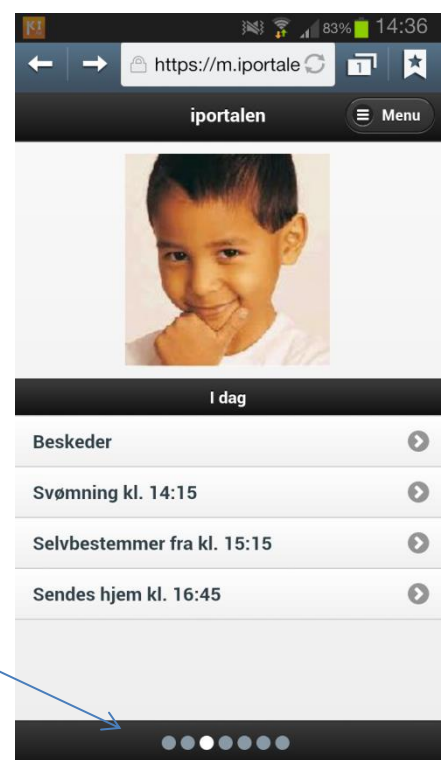 83% 14:36
https://m.iportale
1
iportalen
Menu
I dag
Beskeder
Svømning kl. 14:15
Selvbestemmer fra kl. 15:15
Sendes hjem kl. 16:45